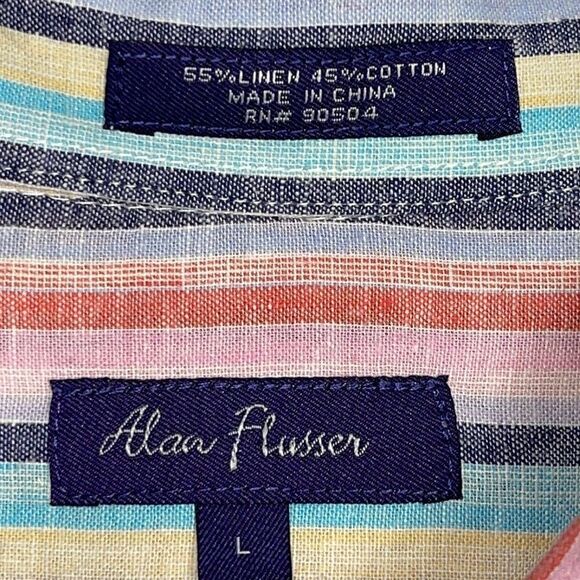 55%LINEN 45%COTTON
MADE IN CHINA
RN# 90504
Alan Flusser
L